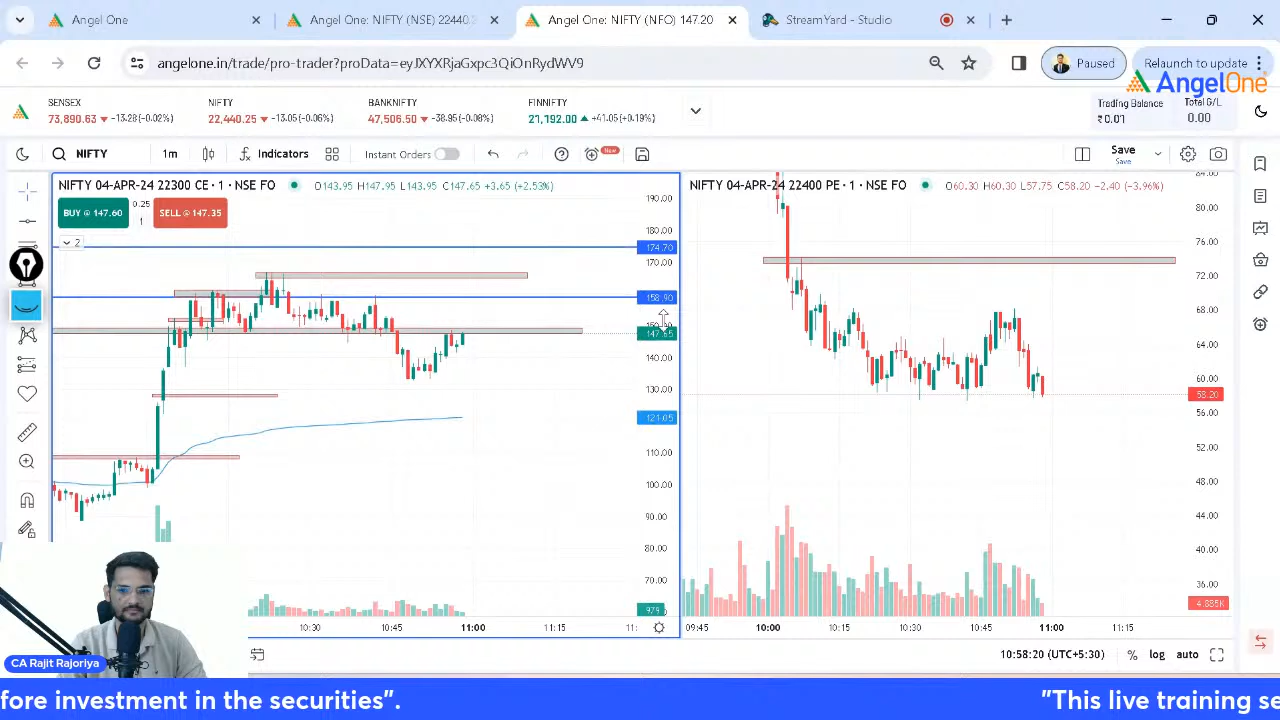 Angel One
Angel One: NIFTY (NSE) 22440.2
Angel One: NIFTY (NFO) 147.20
StreamYard - Studio
angelone.in/trade/pro-trader?proData=eyJXYXRjaGxpc3QiOnRydWV9
Paused
Relaunch to update
AngelOne
SENSEX
73,890.63 -13.28(-0.02%)
NIFTY
22,440.25 -13.05(-0.06%)
BANKNIFTY
47,506.50 -38.95(-0.08%)
FINNIFTY
21,192.00 +41.05(+0.19%)
Trading Balance
₹0.01
Total G/L
0.00
NIFTY
1m
Indicators
Instant Orders
New
Save
Save
NIFTY 04-APR-24 22300 CE · 1 · NSE FO
O143.95 H147.95 L143.95 C147.65 +3.65 (+2.53%)
BUY @ 147.60
0.25
1
SELL @ 147.35
2
190.00
180.00
174.70
170.00
158.90
147.65
140.00
130.00
121.05
110.00
100.00
90.00
80.00
70.00
979
10:30
10:45
11:00
11:15
11:
NIFTY 04-APR-24 22400 PE · 1 · NSE FO
O60.30 H60.30 L57.75 C58.20 -2.40 (-3.96%)
84.00
80.00
76.00
72.00
68.00
64.00
60.00
58.20
56.00
52.00
48.00
44.00
40.00
36.00
4.885K
09:45
10:00
10:15
10:30
10:45
11:00
11:15
10:58:20 (UTC+5:30)
%
log
auto
CA Rajit Rajoriya
fore investment in the securities".
"This live training se